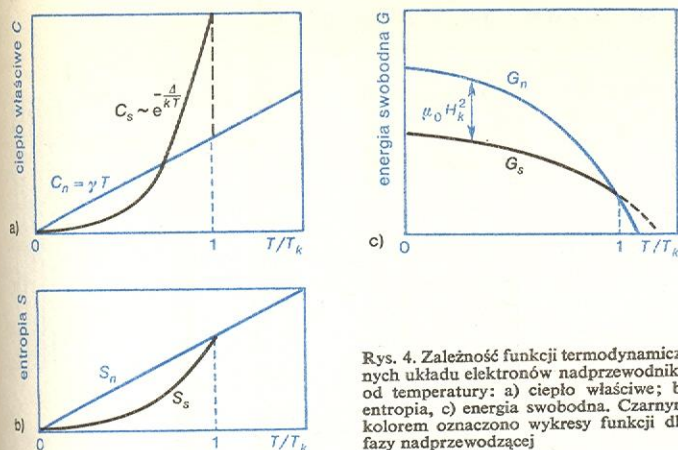 ciepło właściwe C
C_s ~ e^{-Δ/kT}
C_n = γT
a)
0
1
T/T_k
entropia S
S_n
S_s
b)
0
1
T/T_k
energia swobodna G
G_n
μ_0 H_k^2
G_s
c)
0
1
T/T_k
Rys. 4. Zależność funkcji termodynamicz
nych układu elektronów nadprzewodnik
od temperatury: a) ciepło właściwe; b
entropia, c) energia swobodna. Czarnym
kolorem oznaczono wykresy funkcji dl
fazy nadprzewodzącej